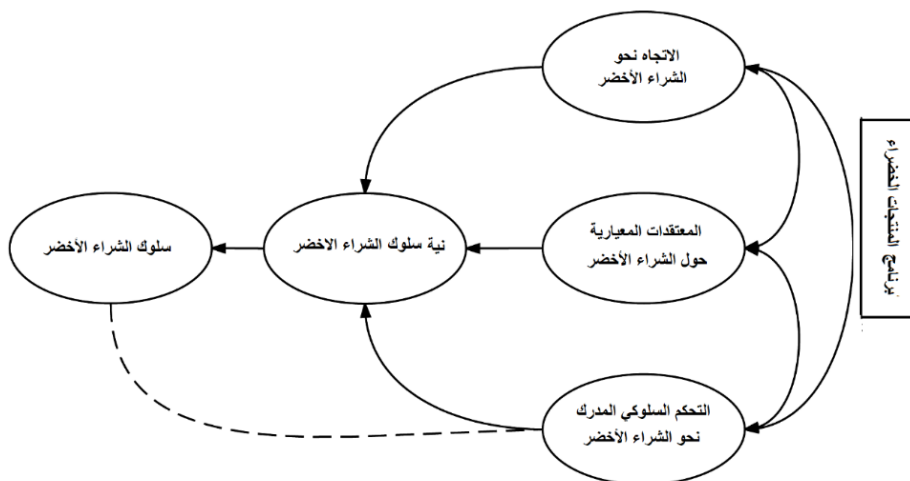 الاتجاه نحو
الشراء الأخضر
برنامج المنتجات الخضراء
المعتقدات المعيارية
حول الشراء الأخضر
نية سلوك الشراء الاخضر
سلوك الشراء الأخضر
التحكم السلوكي المدرك
نحو الشراء الأخضر